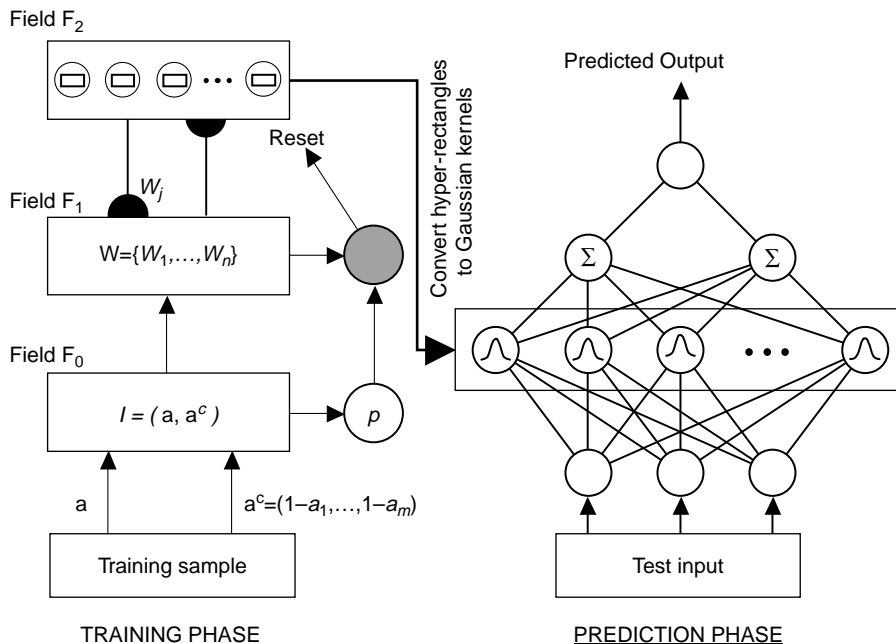 Field F₂
Reset
W_j
Field F₁
W={W₁,…,Wₙ}
Field F₀
I = ( a, aᶜ )
p
a
aᶜ=(1–a₁,…,1–aₘ)
Training sample
TRAINING PHASE
Convert hyper-rectangles
to Gaussian kernels
Predicted Output
Σ
Σ
Test input
PREDICTION PHASE